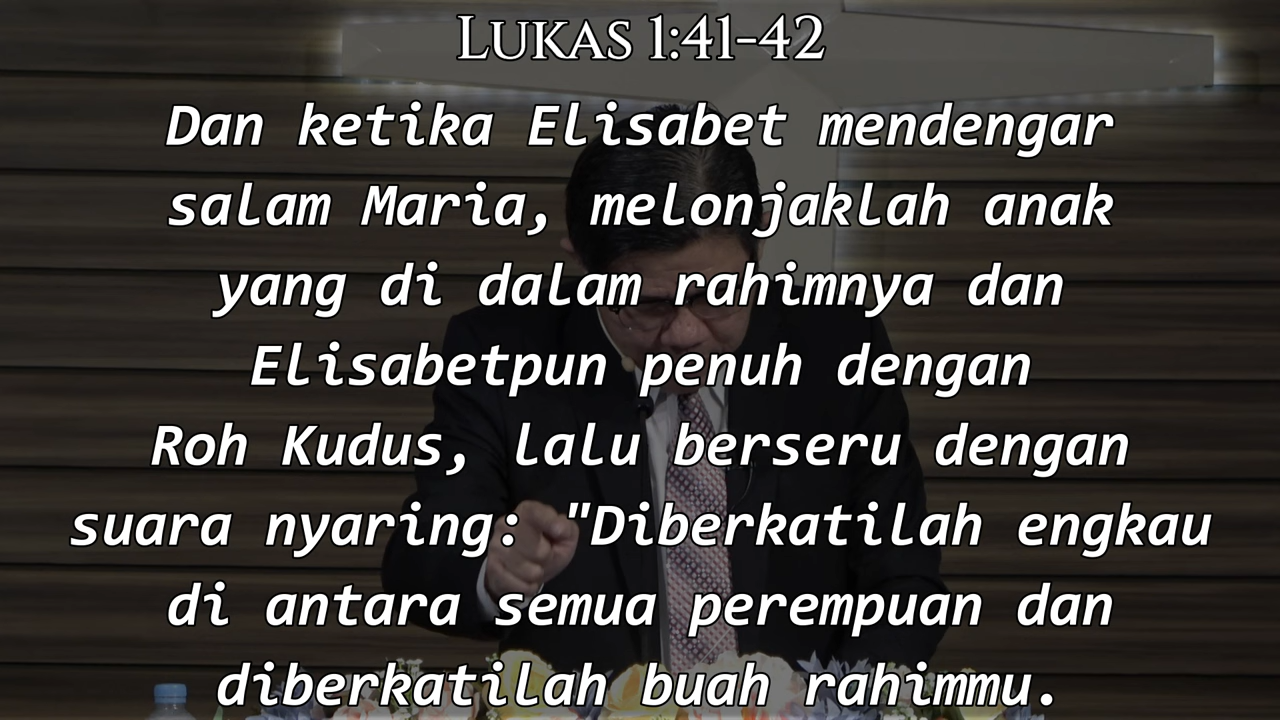 Lukas 1:41-42
Dan ketika Elisabet mendengar
salam Maria, melonjaklah anak
yang di dalam rahimnya dan
Elisabetpun penuh dengan
Roh Kudus, lalu berseru dengan
suara nyaring: "Diberkatilah engkau
di antara semua perempuan dan
diberkatilah buah rahimmu.